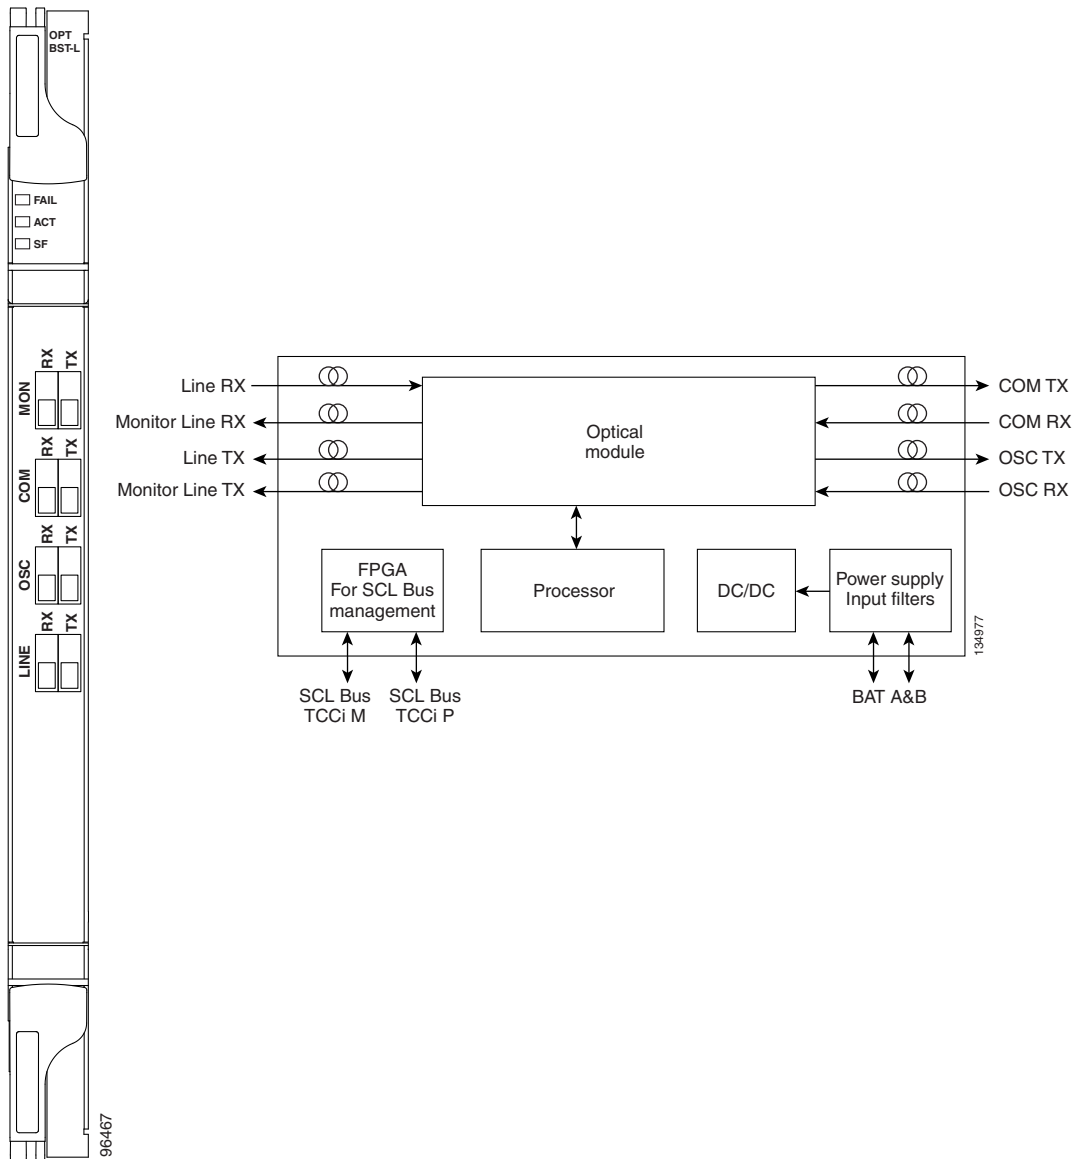 OPT
BST-L
FAIL
ACT
SF
MON
RX
TX
COM
RX
TX
OSC
RX
TX
LINE
RX
TX
96467
Line RX
Monitor Line RX
Line TX
Monitor Line TX
Optical
module
COM TX
COM RX
OSC TX
OSC RX
FPGA
For SCL Bus
management
Processor
DC/DC
Power supply
Input filters
134977
SCL Bus
TCCi M
SCL Bus
TCCi P
BAT A&B